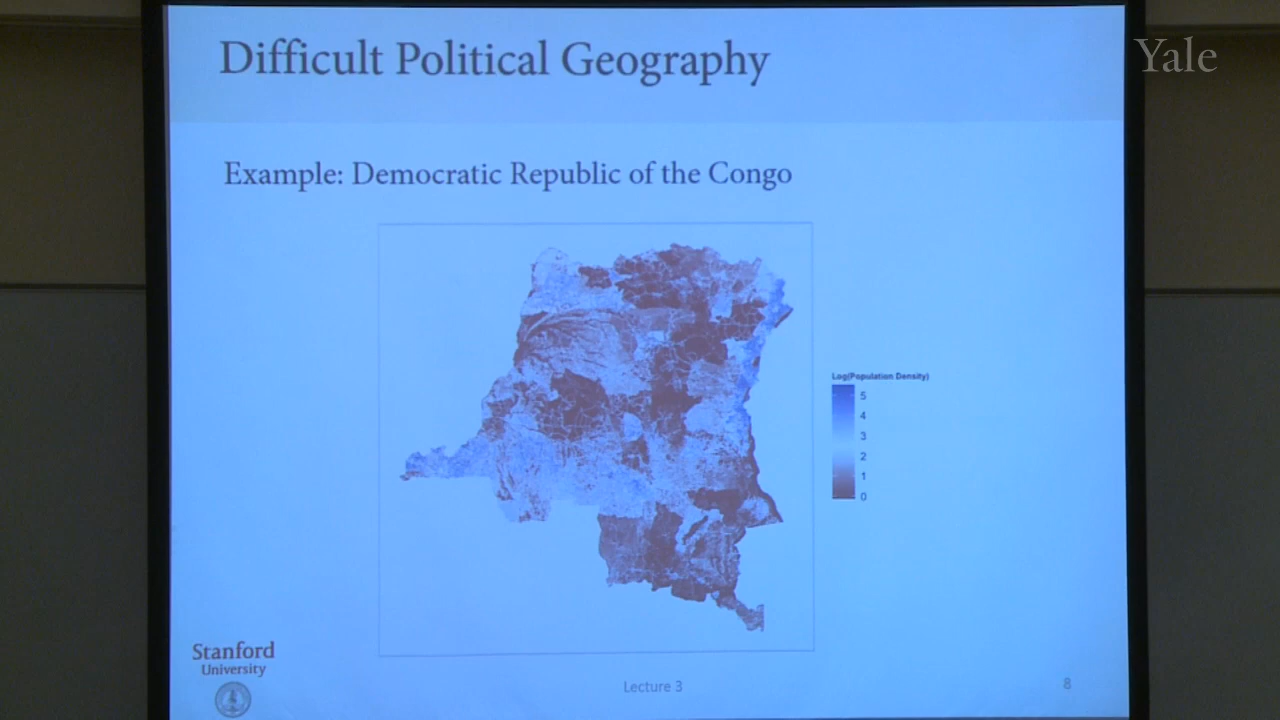 Difficult Political Geography
Yale
Example: Democratic Republic of the Congo
Log(Population Density)
5
4
3
2
1
0
Stanford
University
Lecture 3
8